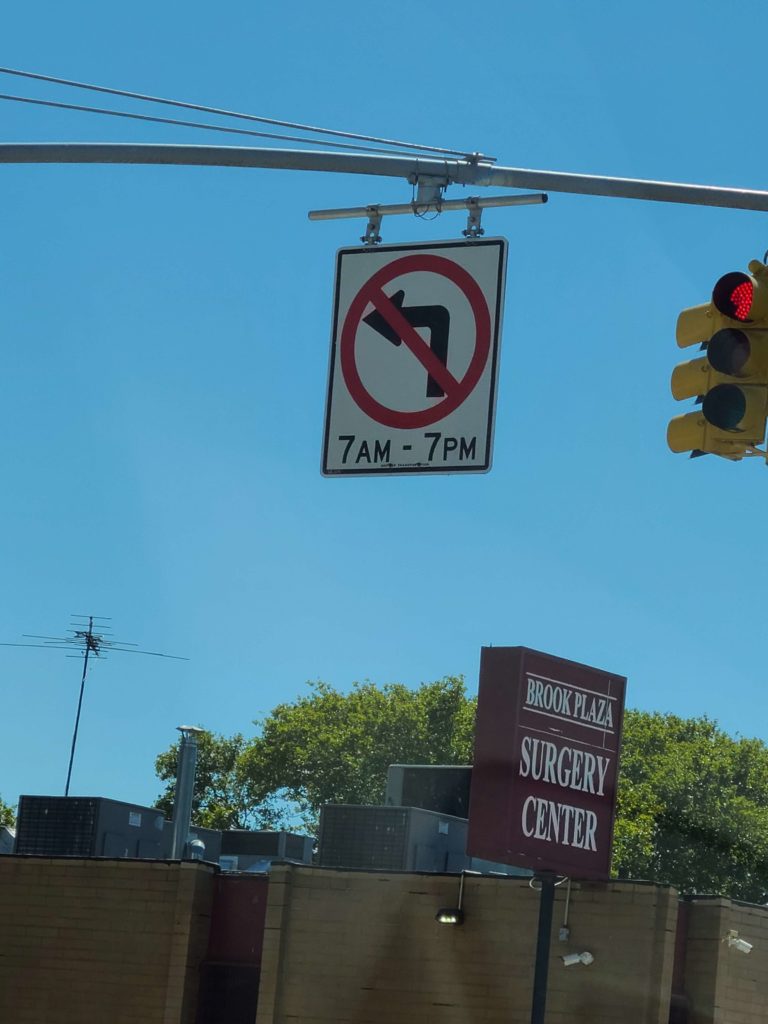 7AM - 7PM
BROOK PLAZA
SURGERY
CENTER